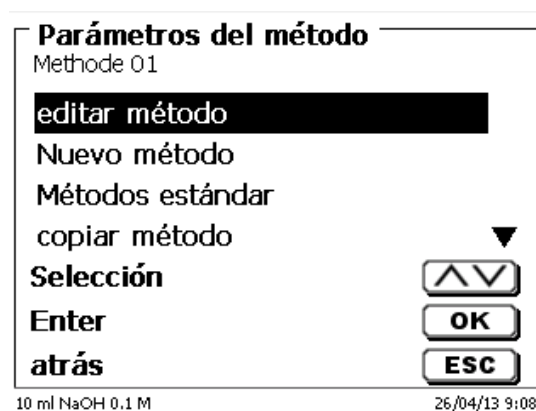 Parámetros del método
Methode 01
editar método
Nuevo método
Métodos estándar
copiar método
Selección
Enter OK
atrás ESC
10 ml NaOH 0.1 M 26/04/13 9:08